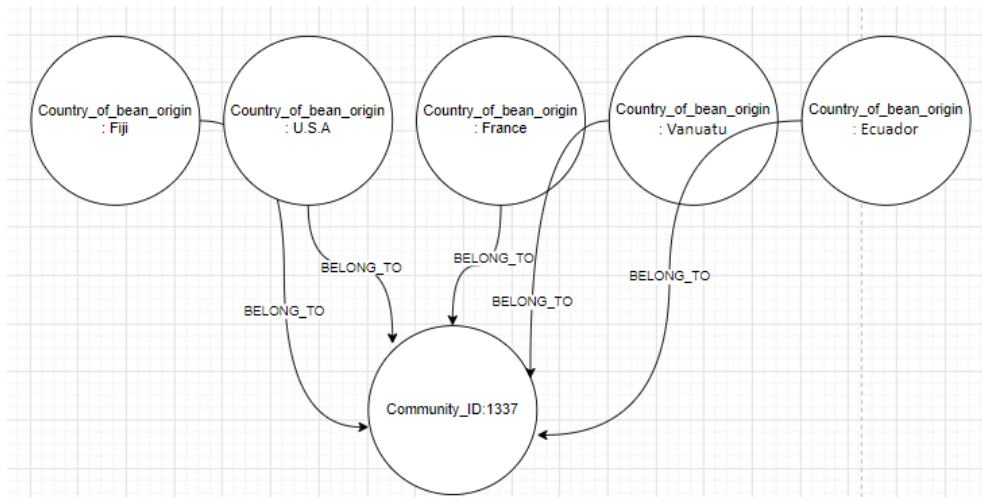 Country_of_bean_origin
: Fiji
Country_of_bean_origin
: U.S.A
Country_of_bean_origin
: France
Country_of_bean_origin
: Vanuatu
Country_of_bean_origin
: Ecuador
BELONG_TO
BELONG_TO
BELONG_TO
BELONG_TO
BELONG_TO
Community_ID:1337